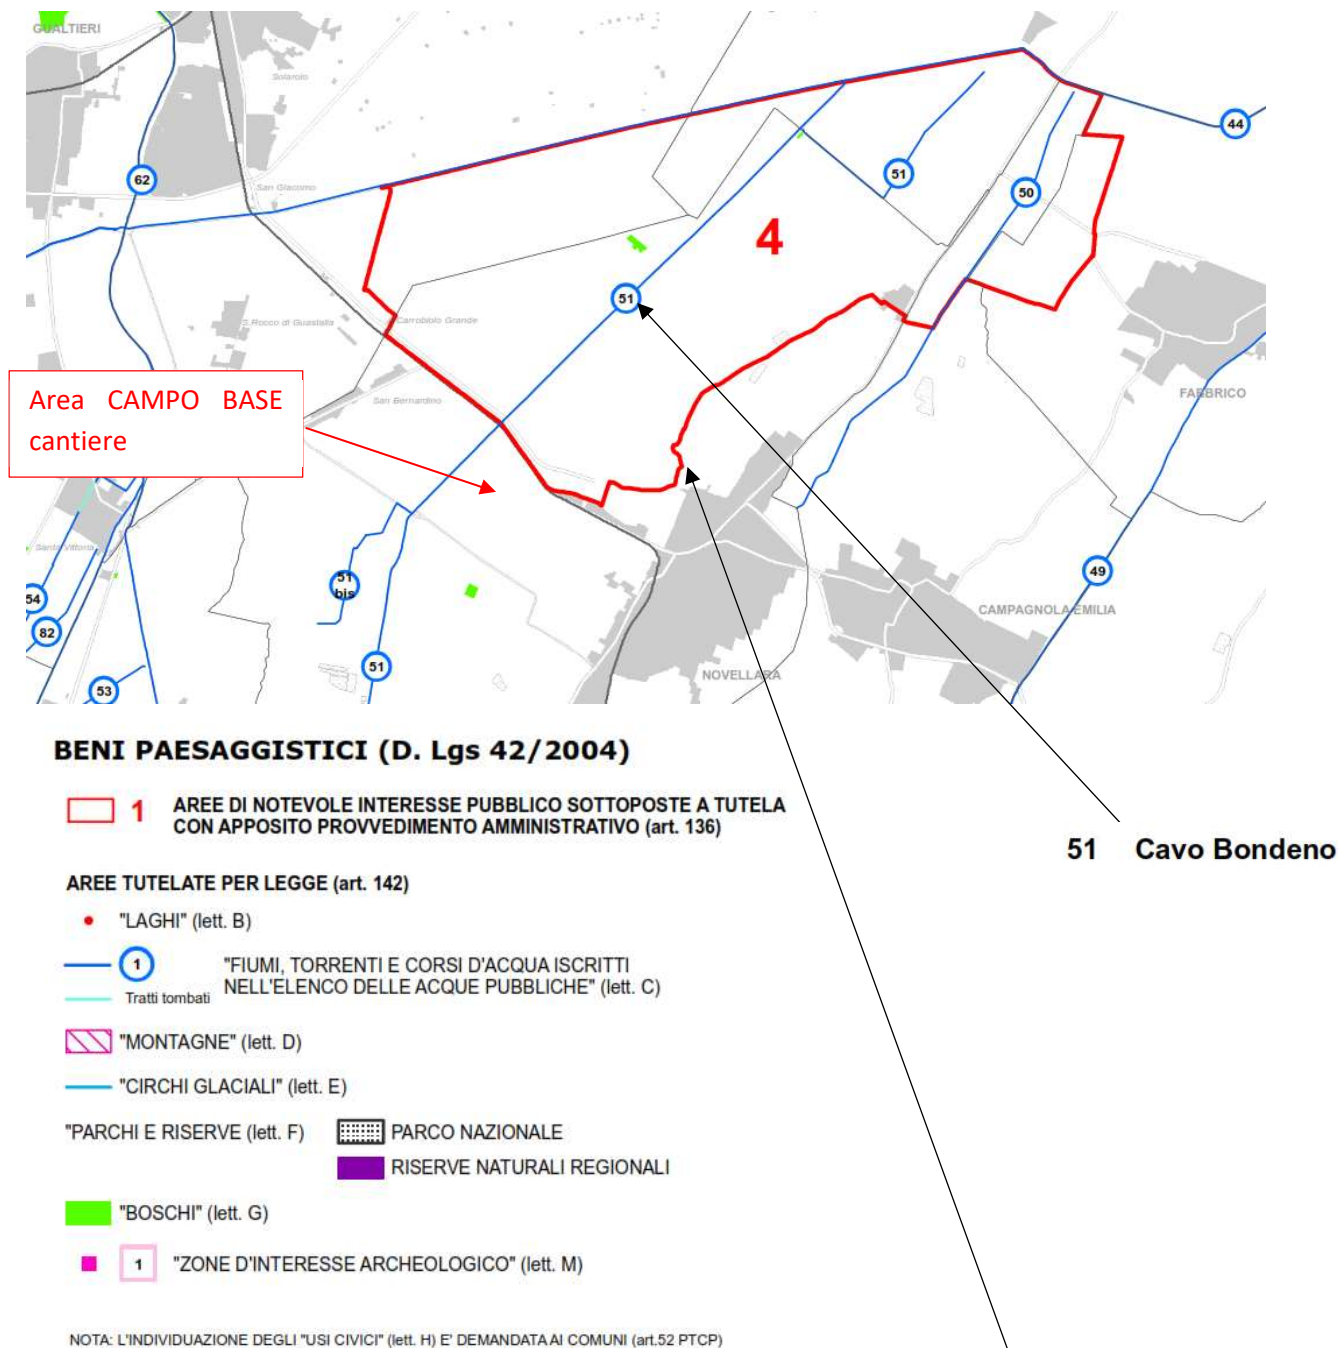 GUALTIERI
Solarolo
44
62
San Giacomo
51
50
4
51
S.Rocco di Guastalla
Carrobiolo Grande
Area CAMPO BASE
cantiere
San Bernardino
FABBRICO
Santa Vittoria
51
bis
49
54
82
CAMPAGNOLA EMILIA
51
53
NOVELLARA
BENI PAESAGGISTICI (D. Lgs 42/2004)
1 AREE DI NOTEVOLE INTERESSE PUBBLICO SOTTOPOSTE A TUTELA
CON APPOSITO PROVVEDIMENTO AMMINISTRATIVO (art. 136)
51 Cavo Bondeno
AREE TUTELATE PER LEGGE (art. 142)
"LAGHI" (lett. B)
1 "FIUMI, TORRENTI E CORSI D'ACQUA ISCRITTI
NELL'ELENCO DELLE ACQUE PUBBLICHE" (lett. C)
Tratti tombati
"MONTAGNE" (lett. D)
"CIRCHI GLACIALI" (lett. E)
"PARCHI E RISERVE (lett. F) PARCO NAZIONALE
RISERVE NATURALI REGIONALI
"BOSCHI" (lett. G)
1 "ZONE D'INTERESSE ARCHEOLOGICO" (lett. M)
NOTA: L'INDIVIDUAZIONE DEGLI "USI CIVICI" (lett. H) E' DEMANDATA AI COMUNI (art.52 PTCP)